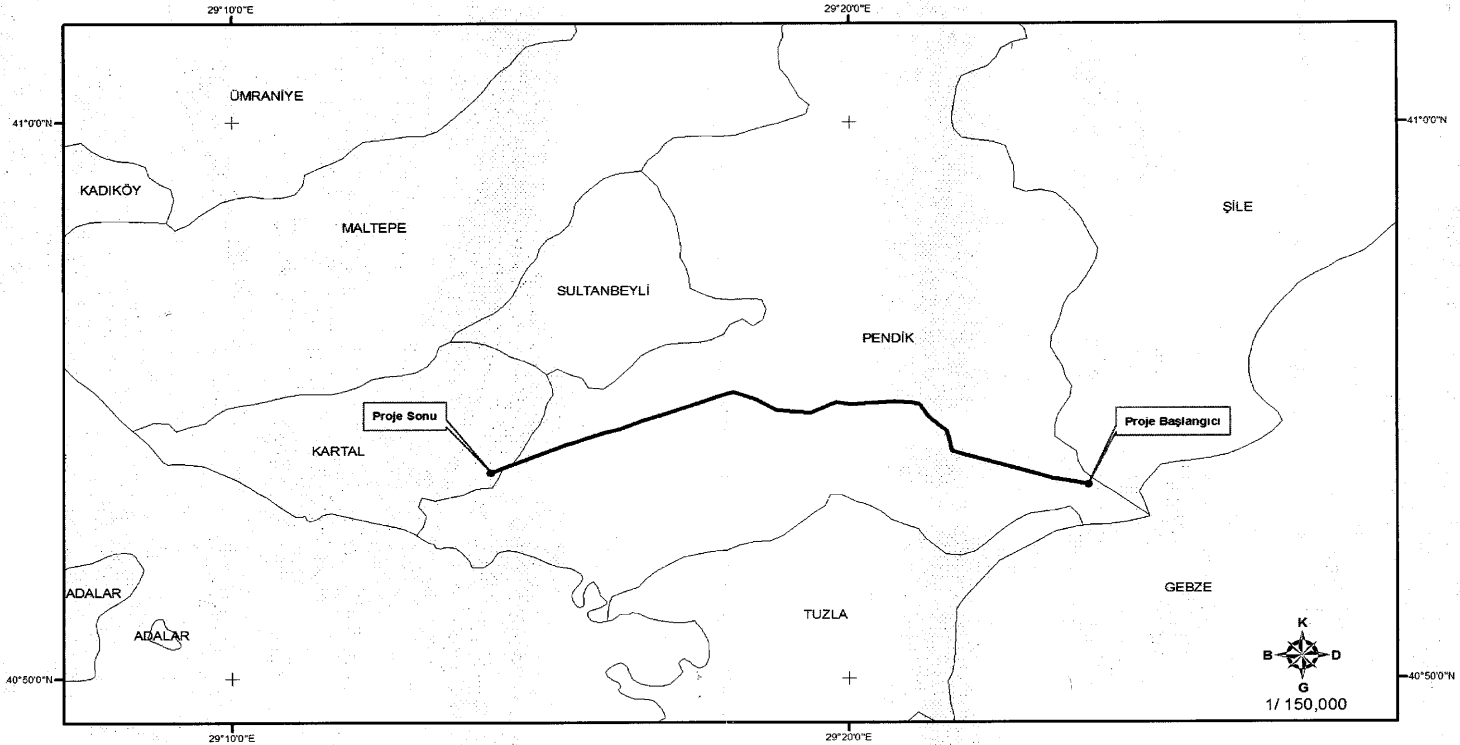 29°10'0"E
29°20'0"E
ÜMRANİYE
41°0'0"N
41°0'0"N
KADIKÖY
ŞİLE
MALTEPE
SULTANBEYLİ
PENDİK
Proje Sonu
Proje Başlangıcı
KARTAL
GEBZE
ADALAR
TUZLA
K
ADALAR
B
D
40°50'0"N
40°50'0"N
G
1/ 150,000
29°10'0"E
29°20'0"E